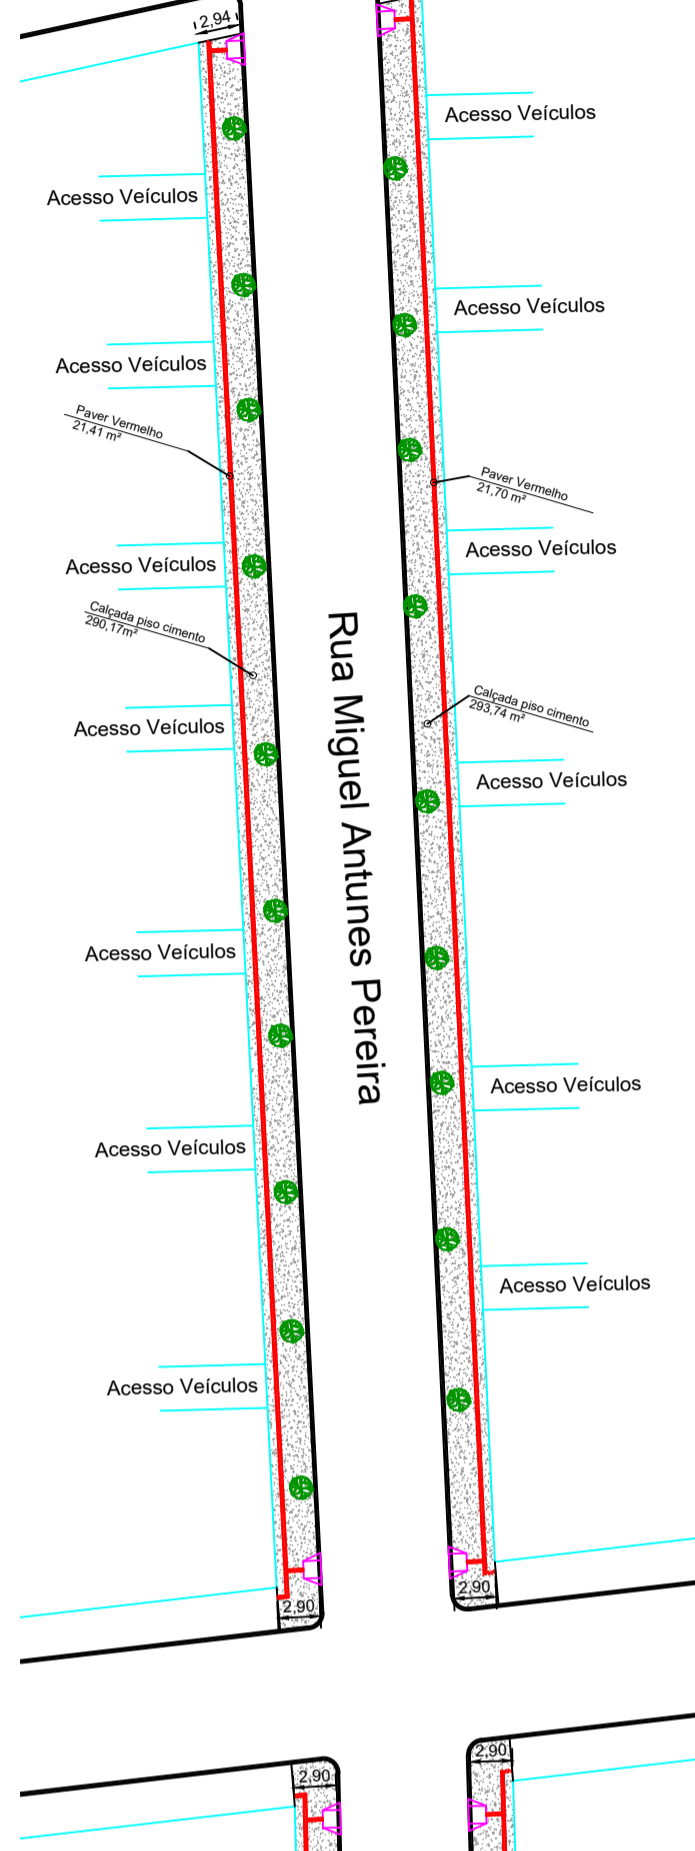 2,94
Acesso Veículos
Acesso Veículos
Acesso Veículos
Acesso Veículos
Paver Vermelho
21,41 m²
Paver Vermelho
21,70 m²
Acesso Veículos
Acesso Veículos
Calçada piso cimento
290,17m²
Rua Miguel Antunes Pereira
Calçada piso cimento
293,74 m²
Acesso Veículos
Acesso Veículos
Acesso Veículos
Acesso Veículos
Acesso Veículos
Acesso Veículos
Acesso Veículos
2,90
2,90
2,90
2,90